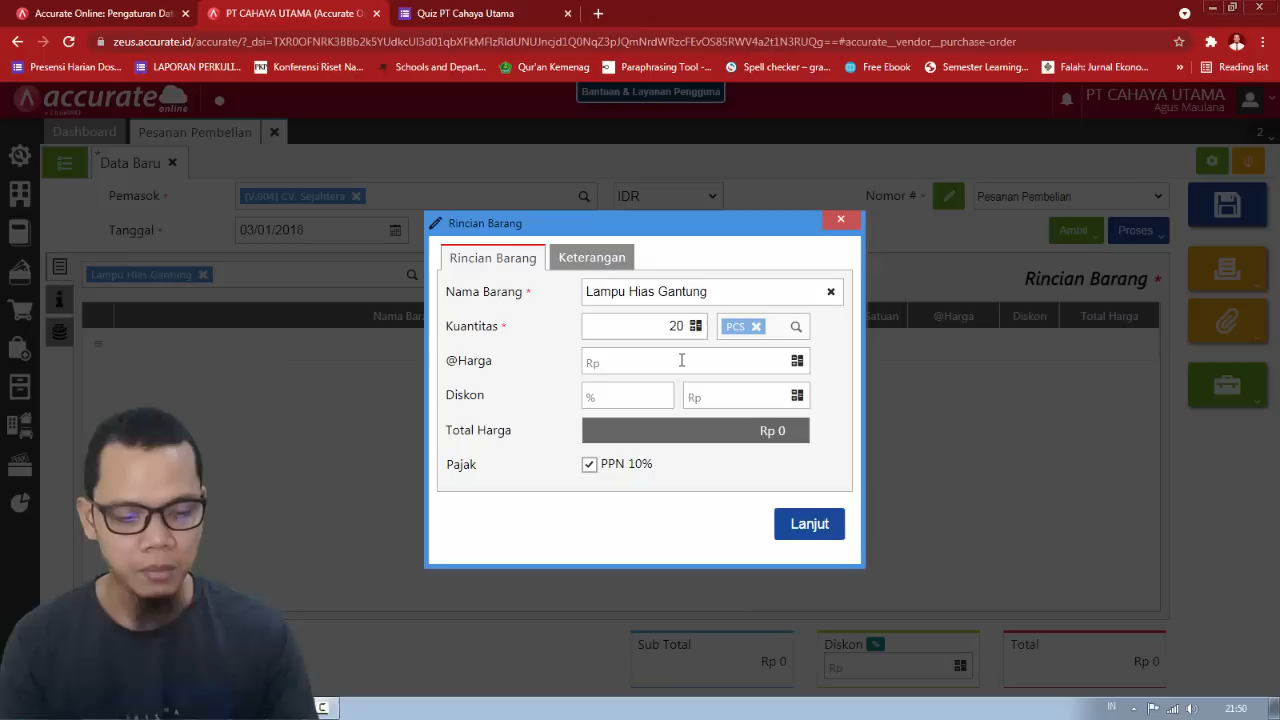 Accurate Online: Pengaturan Dat
PT CAHAYA UTAMA (Accurate O
Quiz PT Cahaya Utama
zeus.accurate.id/accurate/?_dsi=
#accurate__vendor__purchase-order
Presensi Harian Dos...
LAPORAN PERKULI...
Konferensi Riset Na...
Schools and Depart...
Qur'an Kemenag
Paraphrasing Tool -...
Spell checker – gra...
Free Ebook
Semester Learning...
Falah: Jurnal Ekono...
»
Reading list
accurate
online
Bantuan & Layanan Pengguna
PT CAHAYA UTAMA
Agus Maulana
Dashboard
Pesanan Pembelian
2
Data Baru
Pemasok
[V.004] CV. Sejahtera
IDR
Nomor #
Pesanan Pembelian
Tanggal
03/01/2018
Ambil
Proses
Lampu Hias Gantung
Rincian Barang *
Nama Bara
Satuan
@Harga
Diskon
Total Harga
Rincian Barang
Rincian Barang
Keterangan
Nama Barang *
Lampu Hias Gantung
Kuantitas *
20
PCS
@Harga
Rp
Diskon
%
Rp
Total Harga
Rp 0
Pajak
PPN 10%
Lanjut
Sub Total
Rp 0
Diskon %
Rp
Total
Rp 0
IN
21:50